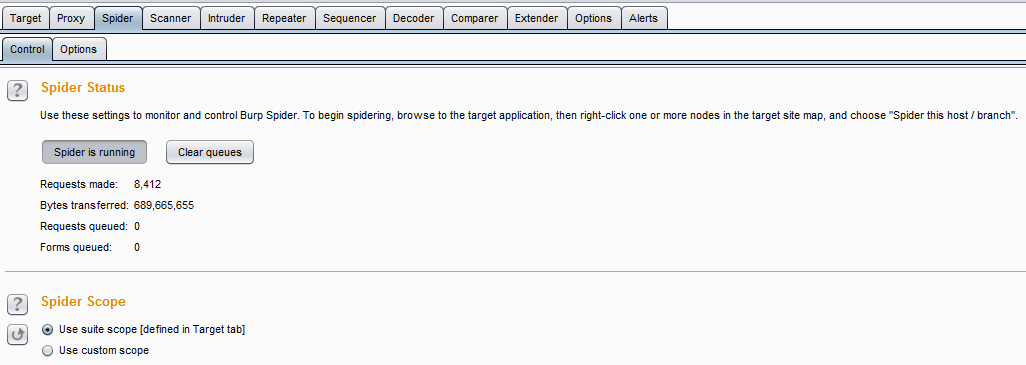 Target Proxy Spider Scanner Intruder Repeater Sequencer Decoder Comparer Extender Options Alerts
Control Options
? Spider Status
Use these settings to monitor and control Burp Spider. To begin spidering, browse to the target application, then right-click one or more nodes in the target site map, and choose "Spider this host / branch".
Spider is running Clear queues
Requests made: 8,412
Bytes transferred: 689,665,655
Requests queued: 0
Forms queued: 0
? Spider Scope
Use suite scope [defined in Target tab]
Use custom scope